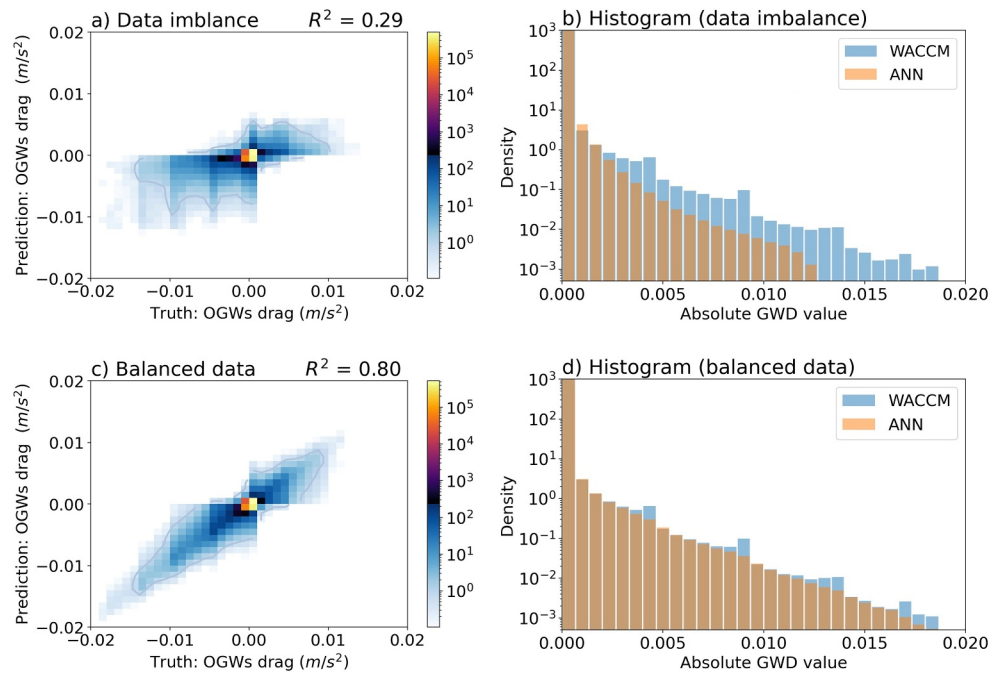 a) Data imblance R² = 0.29
Prediction: OGWs drag (m/s²)
0.02
0.01
0.00
−0.01
−0.02
−0.02 −0.01 0.00 0.01 0.02
Truth: OGWs drag (m/s²)
10⁵
10⁴
10³
10²
10¹
10⁰
b) Histogram (data imbalance)
Density
10³
10²
10¹
10⁰
10⁻¹
10⁻²
10⁻³
WACCM
ANN
0.000 0.005 0.010 0.015 0.020
Absolute GWD value
c) Balanced data R² = 0.80
Prediction: OGWs drag (m/s²)
0.02
0.01
0.00
−0.01
−0.02
−0.02 −0.01 0.00 0.01 0.02
Truth: OGWs drag (m/s²)
10⁵
10⁴
10³
10²
10¹
10⁰
d) Histogram (balanced data)
Density
10³
10²
10¹
10⁰
10⁻¹
10⁻²
10⁻³
WACCM
ANN
0.000 0.005 0.010 0.015 0.020
Absolute GWD value